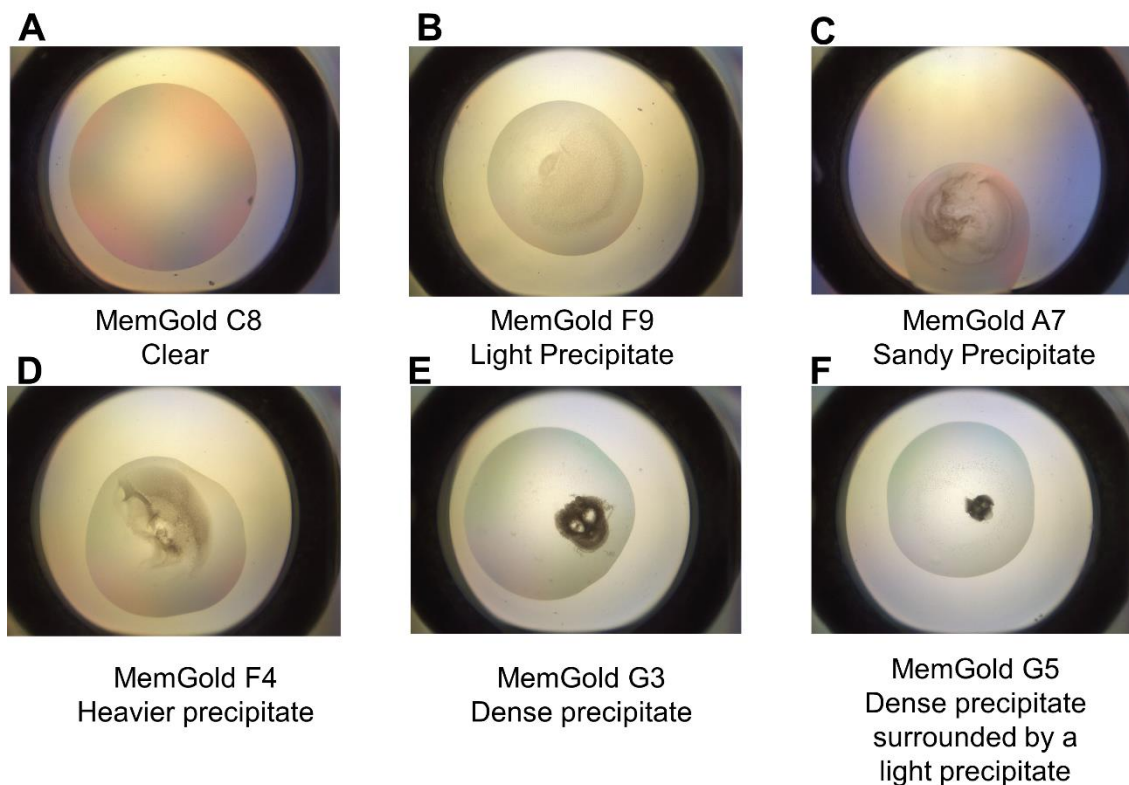 A
B
C
MemGold C8
Clear
MemGold F9
Light Precipitate
MemGold A7
Sandy Precipitate
D
E
F
MemGold F4
Heavier precipitate
MemGold G3
Dense precipitate
MemGold G5
Dense precipitate
surrounded by a
light precipitate